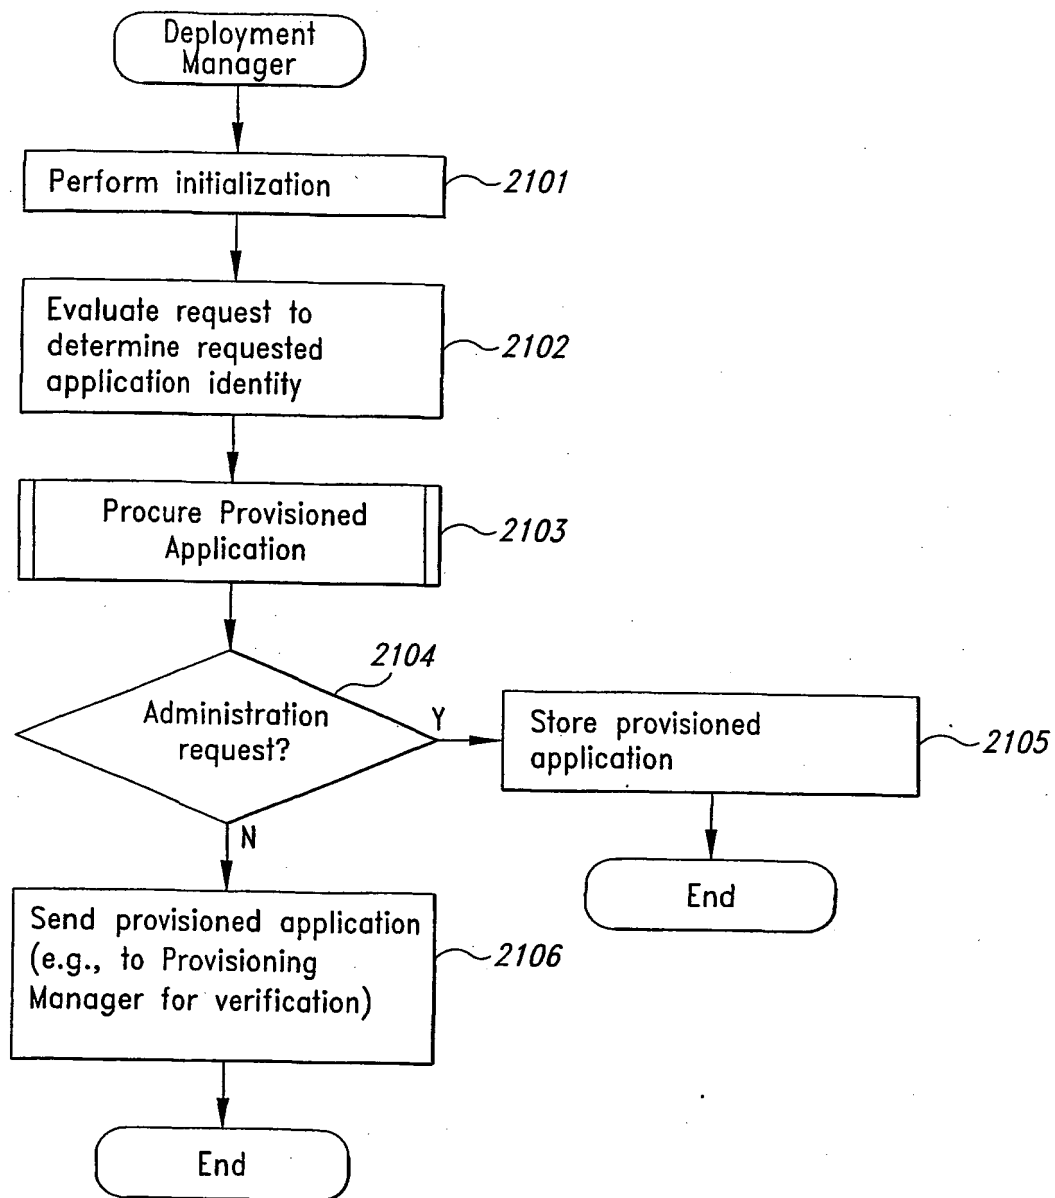 Deployment
Manager
Perform initialization
2101
Evaluate request to
determine requested
application identity
2102
Procure Provisioned
Application
2103
2104
Administration
request?
Y
N
Store provisioned
application
2105
End
Send provisioned application
(e.g., to Provisioning
Manager for verification)
2106
End